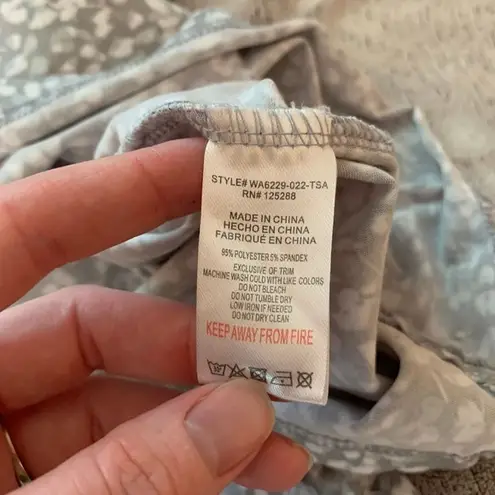 STYLE# WA6229-022-TSA
RN# 125288
MADE IN CHINA
HECHO EN CHINA
FABRIQUÉ EN CHINA
95% POLYESTER 5% SPANDEX
EXCLUSIVE OF TRIM
MACHINE WASH COLD WITH LIKE COLORS
DO NOT BLEACH
DO NOT TUMBLE DRY
LOW IRON IF NEEDED
DO NOT DRY CLEAN
KEEP AWAY FROM FIRE